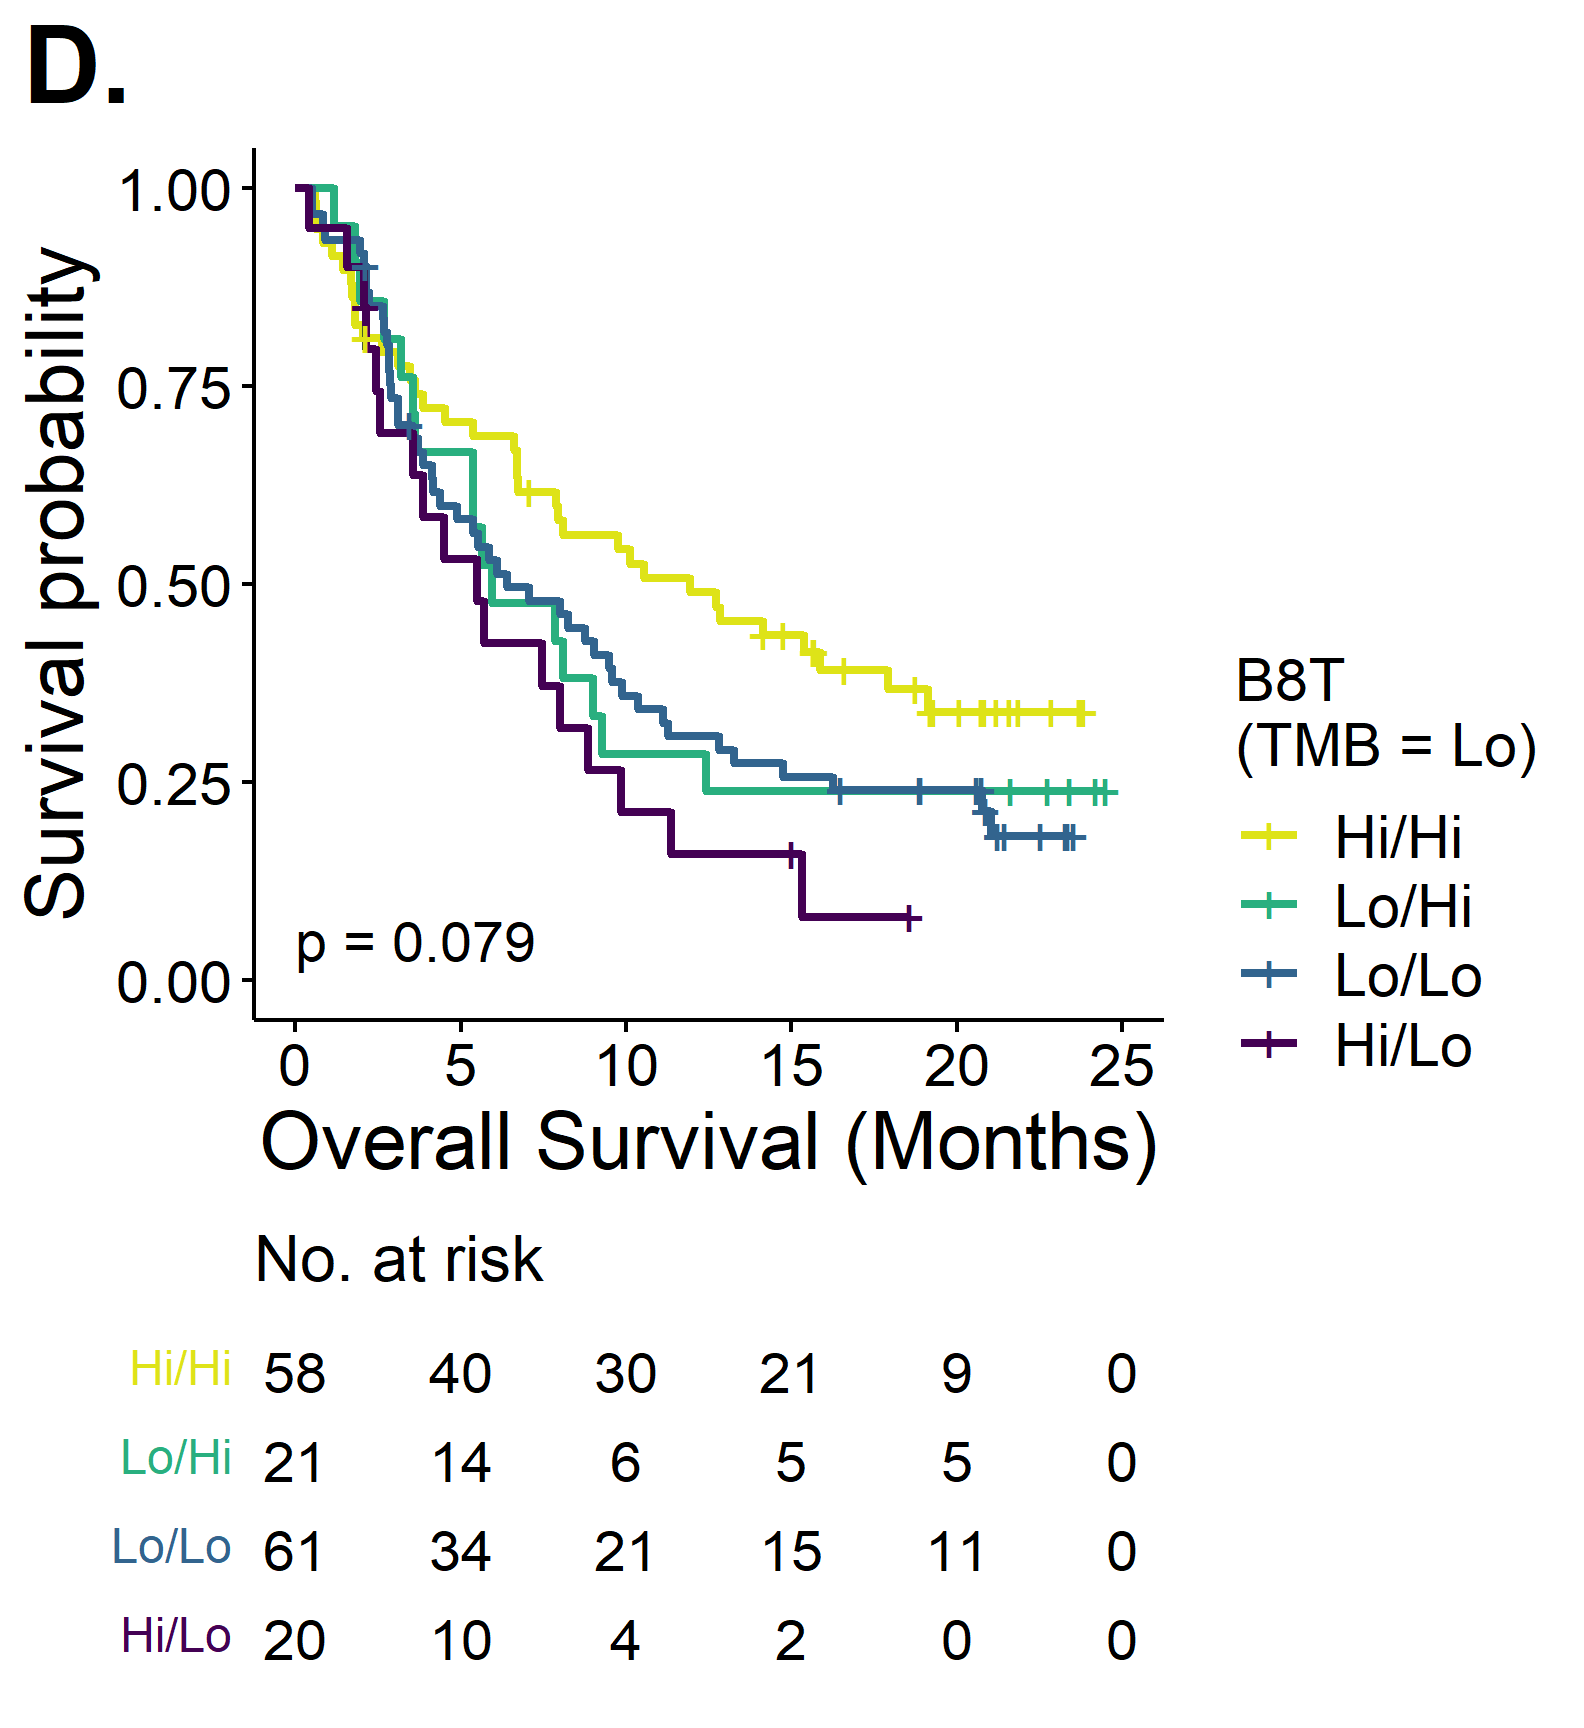 D.
1.00
0.75
0.50
0.25
0.00
Survival probability
p = 0.079
0 5 10 15 20 25
Overall Survival (Months)
B8T
(TMB = Lo)
Hi/Hi
Lo/Hi
Lo/Lo
Hi/Lo
No. at risk
Hi/Hi 58 40 30 21 9 0
Lo/Hi 21 14 6 5 5 0
Lo/Lo 61 34 21 15 11 0
Hi/Lo 20 10 4 2 0 0